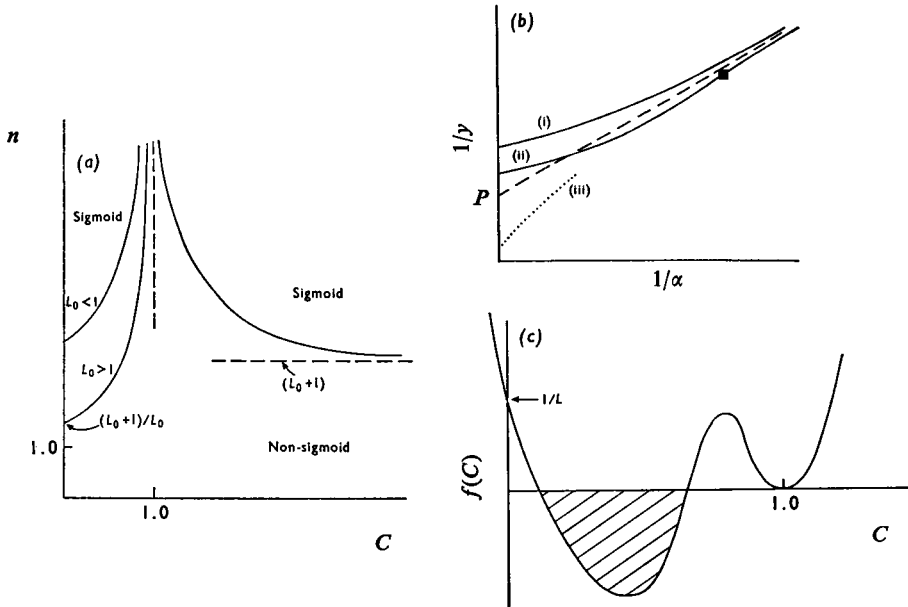 (a)
n
Sigmoid
Sigmoid
L₀<1
L₀>1
(L₀+1)
(L₀+1)/L₀
Non-sigmoid
1.0
1.0
C
(b)
1/y
(i)
(ii)
(iii)
P
1/α
(c)
1/L
f(C)
1.0
C